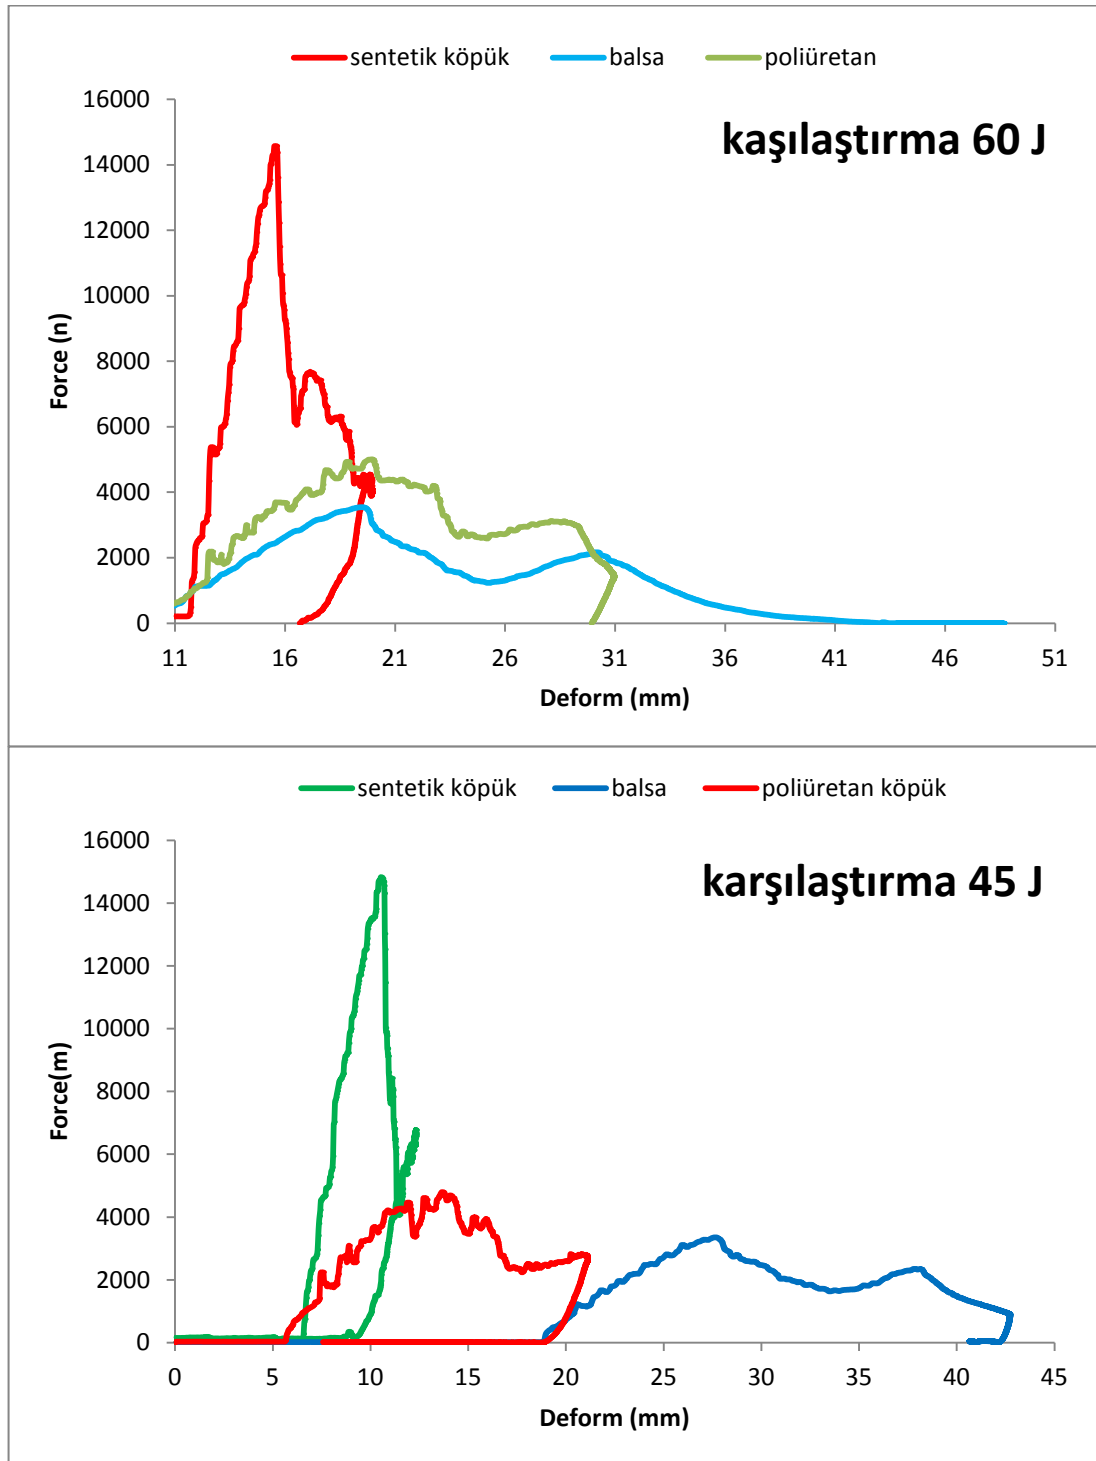 sentetik köpük balsa poliüretan
kaşılaştırma 60 J
16000
14000
12000
10000
8000
6000
4000
2000
0
Force (n)
11 16 21 26 31 36 41 46 51
Deform (mm)
sentetik köpük balsa poliüretan köpük
karşılaştırma 45 J
16000
14000
12000
10000
8000
6000
4000
2000
0
Force(m)
0 5 10 15 20 25 30 35 40 45
Deform (mm)